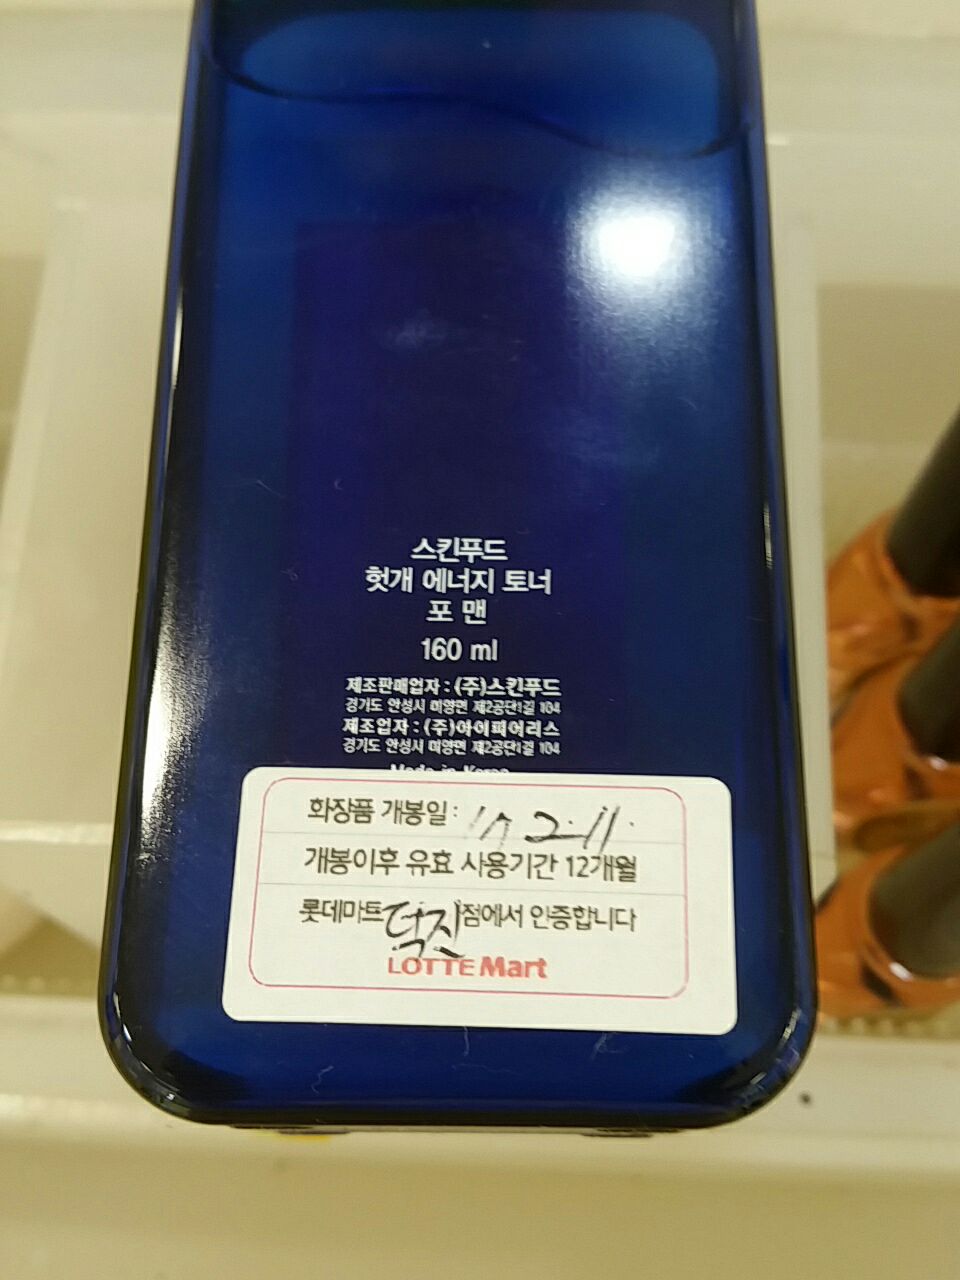 스킨푸드
헛개 에너지 토너
포 맨
160 ml
제조판매업자 : (주)스킨푸드
경기도 안성시 미양면 제2공단1길 104
제조업자 : (주)아이피어리스
경기도 안성시 미양면 제2공단1길 104
Made in Korea
화장품 개봉일 : 17 2. 11.
개봉이후 유효 사용기간 12개월
롯데마트 덕진점에서 인증합니다
LOTTE Mart